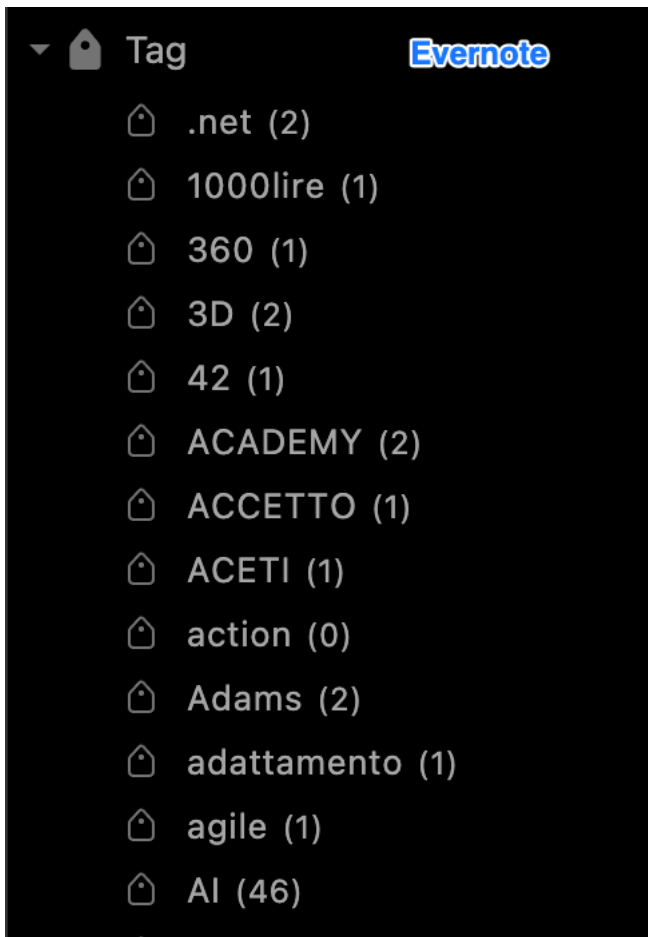 Tag Evernote
.net (2)
1000lire (1)
360 (1)
3D (2)
42 (1)
ACADEMY (2)
ACCETTO (1)
ACETI (1)
action (0)
Adams (2)
adattamento (1)
agile (1)
AI (46)